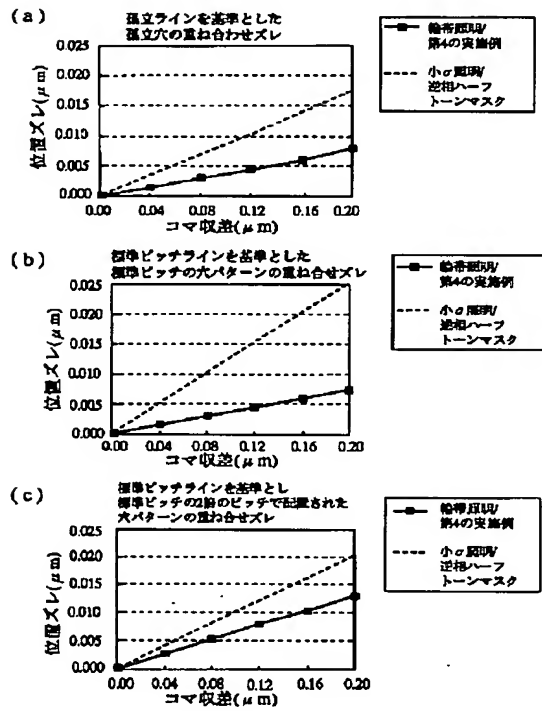 (a)
孤立ラインを基準とした
孤立穴の重ね合わせズレ
位置ズレ(μm)
0.025
0.020
0.015
0.010
0.005
0.000
0.00 0.04 0.08 0.12 0.16 0.20
コマ収差(μm)
輪帯照明/
第4の実施例
小σ照明/
逆相ハーフ
トーンマスク
(b)
標準ピッチラインを基準とした
標準ピッチの穴パターンの重ね合せズレ
位置ズレ(μm)
0.025
0.020
0.015
0.010
0.005
0.000
0.00 0.04 0.08 0.12 0.16 0.20
コマ収差(μm)
輪帯照明/
第4の実施例
小σ照明/
逆相ハーフ
トーンマスク
(c)
標準ピッチラインを基準とし
標準ピッチの2倍のピッチで配置された
穴パターンの重ね合せズレ
位置ズレ(μm)
0.025
0.020
0.015
0.010
0.005
0.000
0.00 0.04 0.08 0.12 0.16 0.20
コマ収差(μm)
輪帯照明/
第4の実施例
小σ照明/
逆相ハーフ
トーンマスク